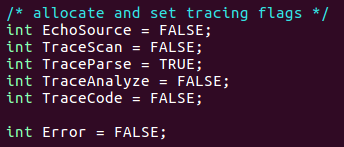 /* allocate and set tracing flags */
int EchoSource = FALSE;
int TraceScan = FALSE;
int TraceParse = TRUE;
int TraceAnalyze = FALSE;
int TraceCode = FALSE;
int Error = FALSE;